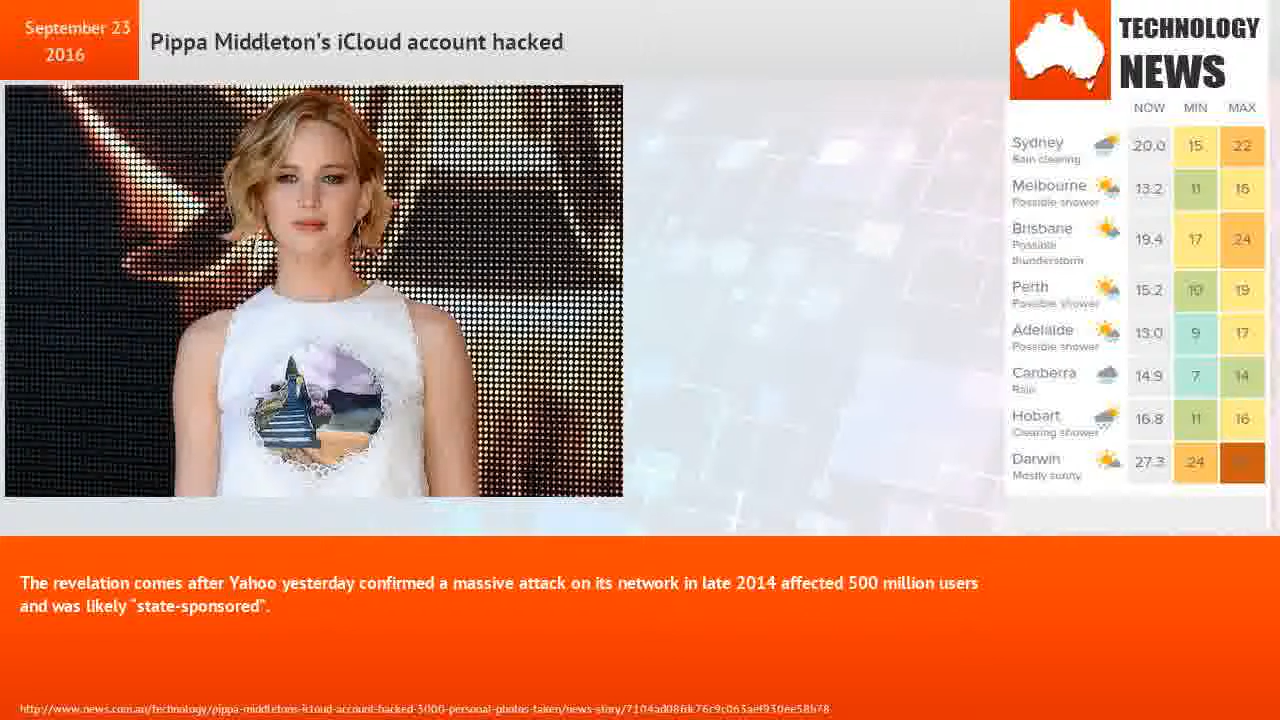 September 23
2016
Pippa Middleton's iCloud account hacked
TECHNOLOGY
NEWS
NOW MIN MAX
Sydney 20.0 15 22
Rain clearing
Melbourne 13.2 11 16
Possible shower
Brisbane 19.4 17 24
Possible
thunderstorm
Perth 15.2 10 19
Possible shower
Adelaide 13.0 9 17
Possible shower
Canberra 14.9 7 14
Rain
Hobart 16.8 11 16
Clearing shower
Darwin 27.3 24
Mostly sunny
The revelation comes after Yahoo yesterday confirmed a massive attack on its network in late 2014 affected 500 million users
and was likely "state-sponsored".